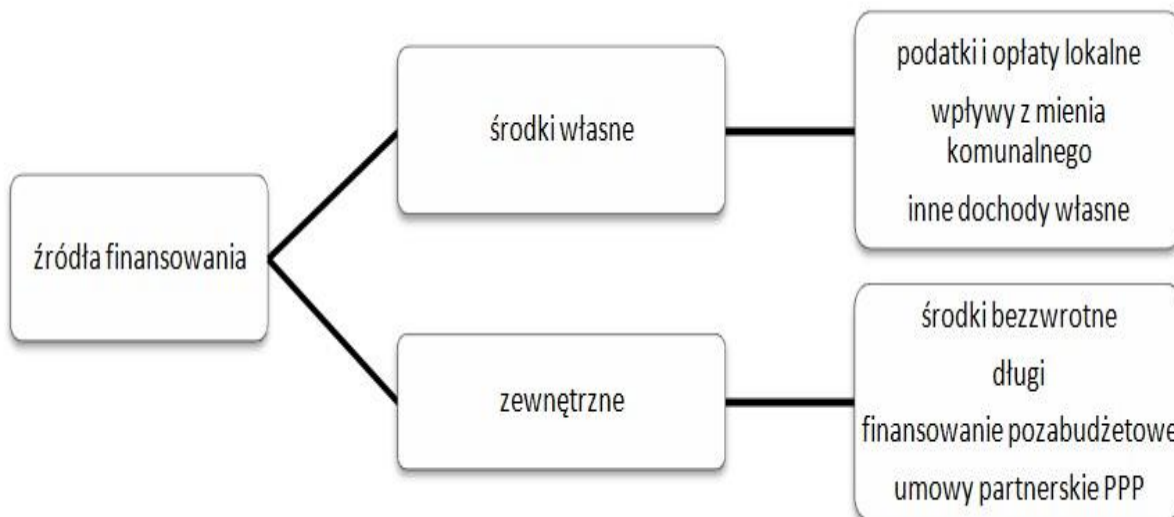 źródła finansowania
środki własne
podatki i opłaty lokalne
wpływy z mienia
komunalnego
inne dochody własne
zewnętrzne
środki bezzwrotne
długi
finansowanie pozabudżetowe
umowy partnerskie PPP